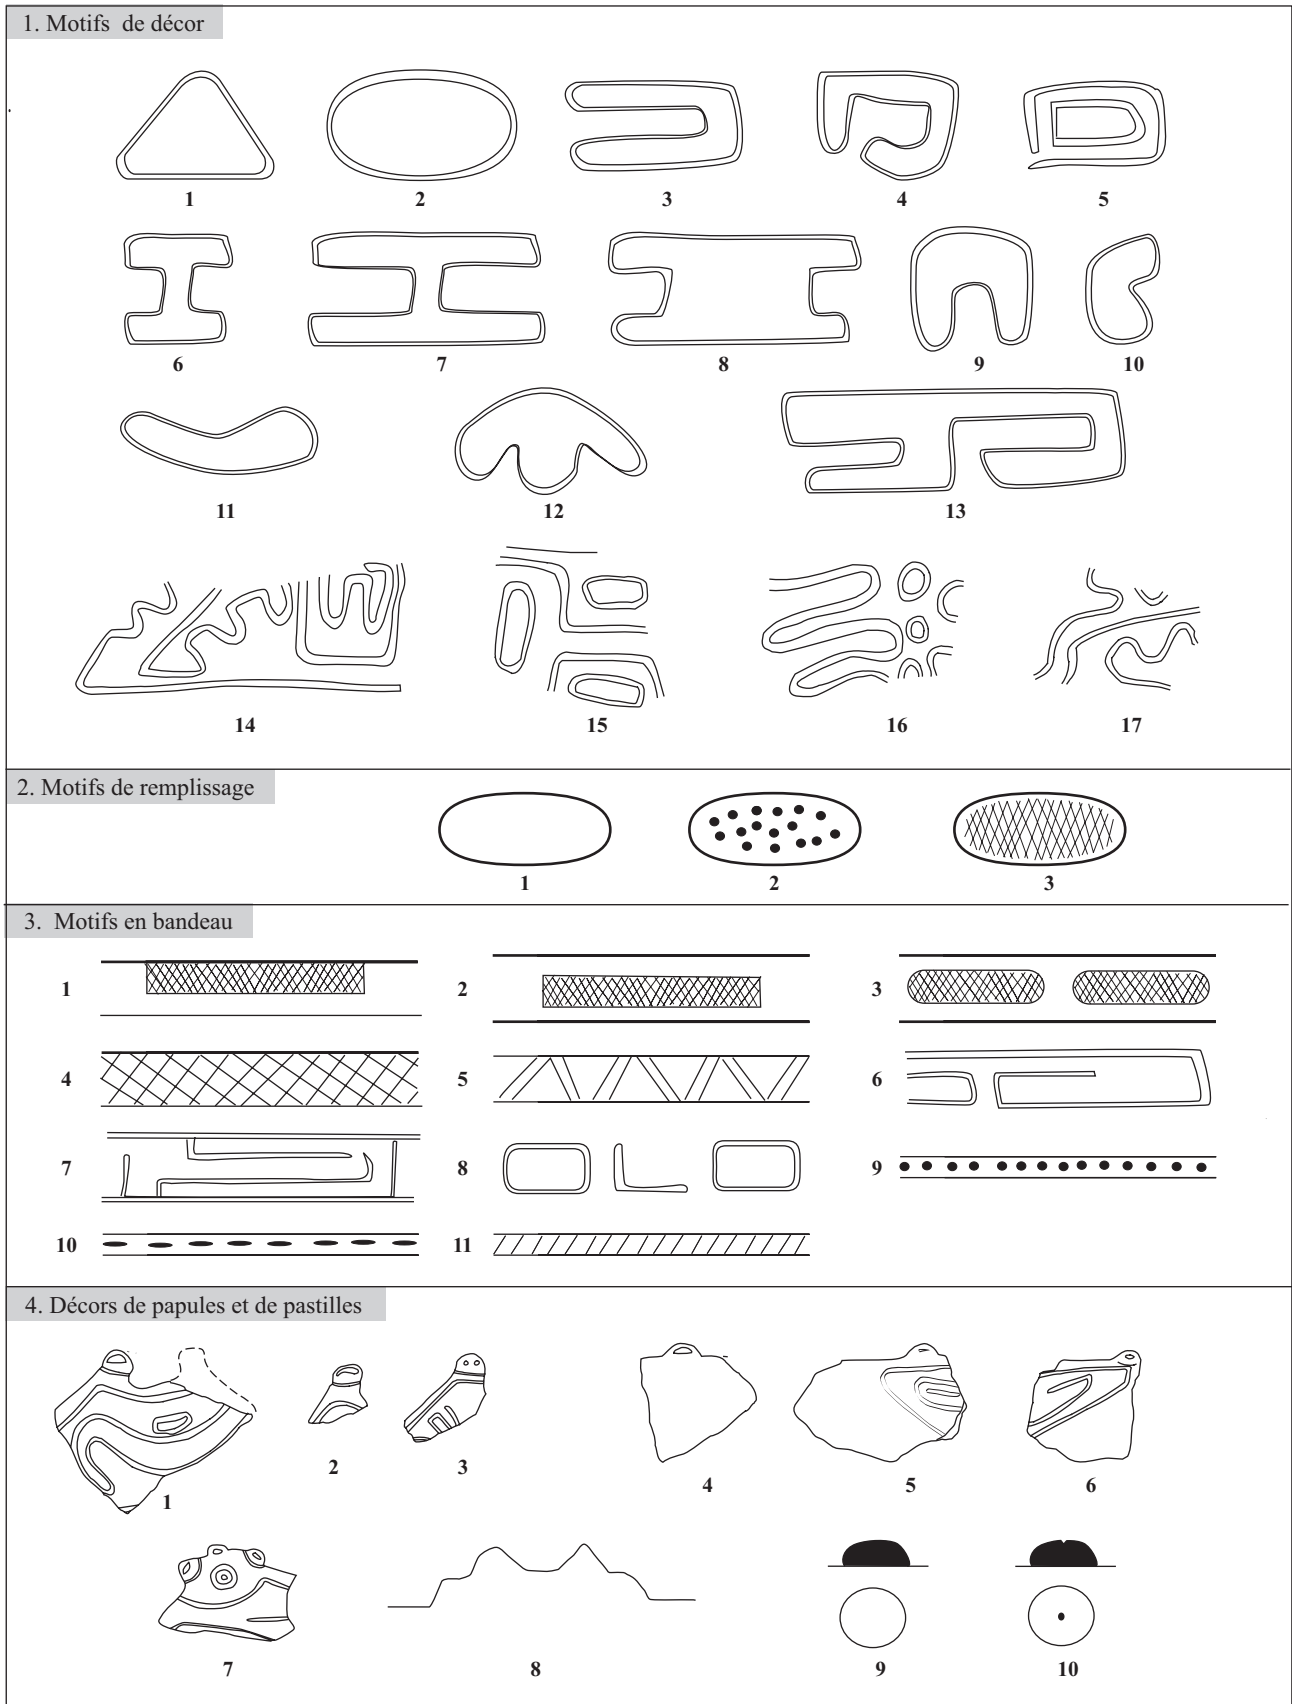 1. Motifs de décor
1 2 3 4 5
6 7 8 9 10
11 12 13
14 15 16 17
2. Motifs de remplissage
1 2 3
3. Motifs en bandeau
1 2 3
4 5 6
7 8 9
10 11
4. Décors de papules et de pastilles
1 2 3 4 5 6
7 8 9 10